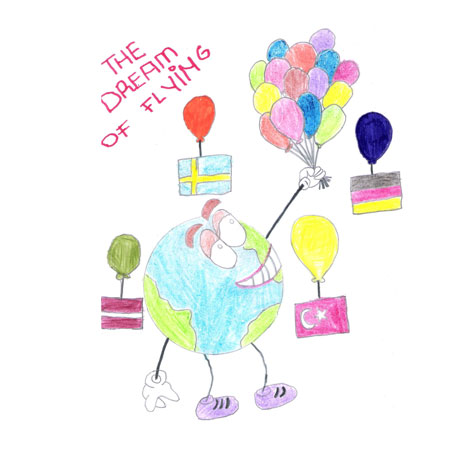 THE
DREAM
OF FLYING